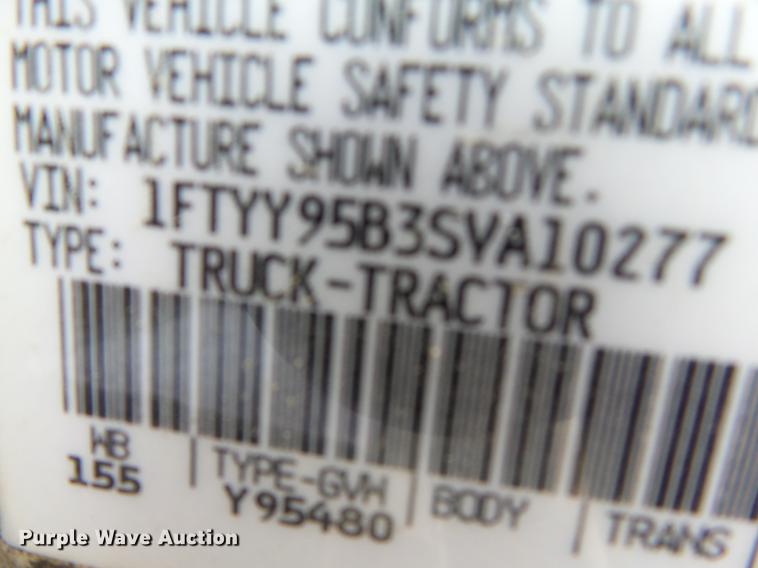 THIS VEHICLE CONFORMS TO ALL
MOTOR VEHICLE SAFETY STANDARD
MANUFACTURE SHOWN ABOVE.
VIN: 1FTYY95B3SVA10277
TYPE: TRUCK-TRACTOR
WB TYPE-GVH BODY TRANS
155 Y95480
Purple Wave Auction